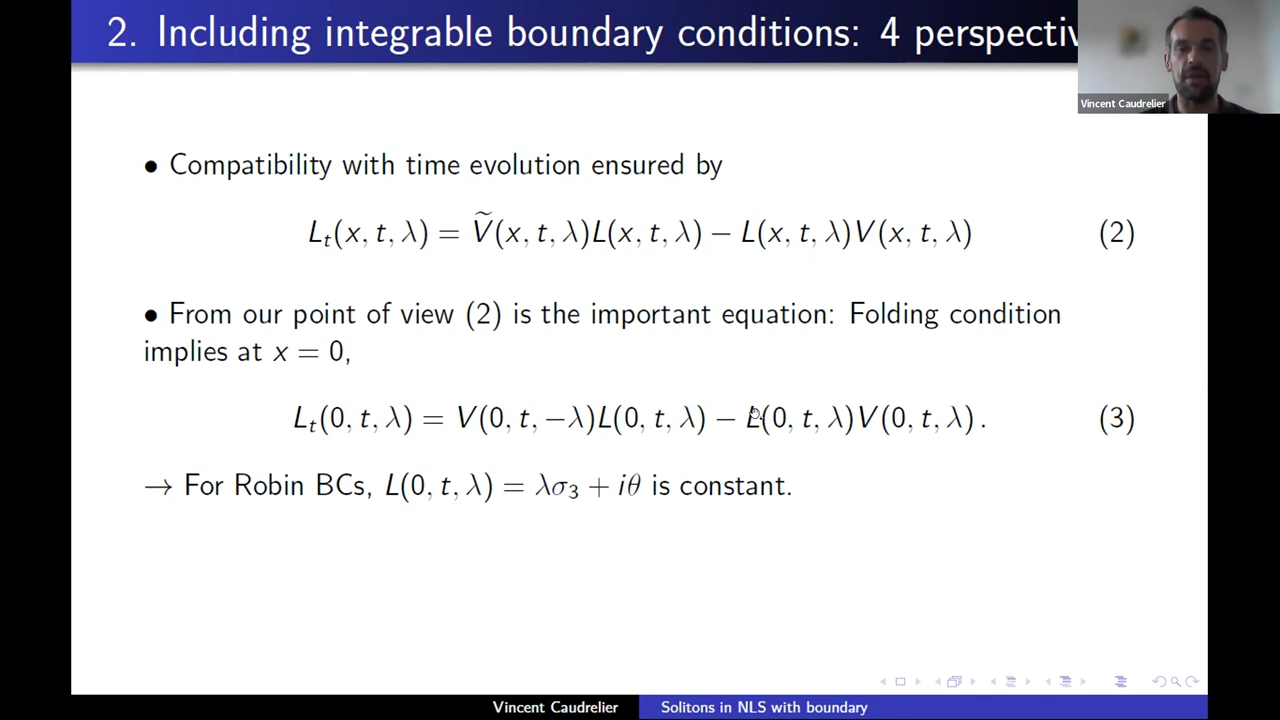 2. Including integrable boundary conditions: 4 perspectiv
Vincent Caudrelier
• Compatibility with time evolution ensured by
L_t(x, t, λ) = Ṽ(x, t, λ)L(x, t, λ) − L(x, t, λ)V(x, t, λ) (2)
• From our point of view (2) is the important equation: Folding condition
implies at x = 0,
L_t(0, t, λ) = V(0, t, −λ)L(0, t, λ) − L(0, t, λ)V(0, t, λ) . (3)
→ For Robin BCs, L(0, t, λ) = λσ₃ + iθ is constant.
Vincent Caudrelier Solitons in NLS with boundary